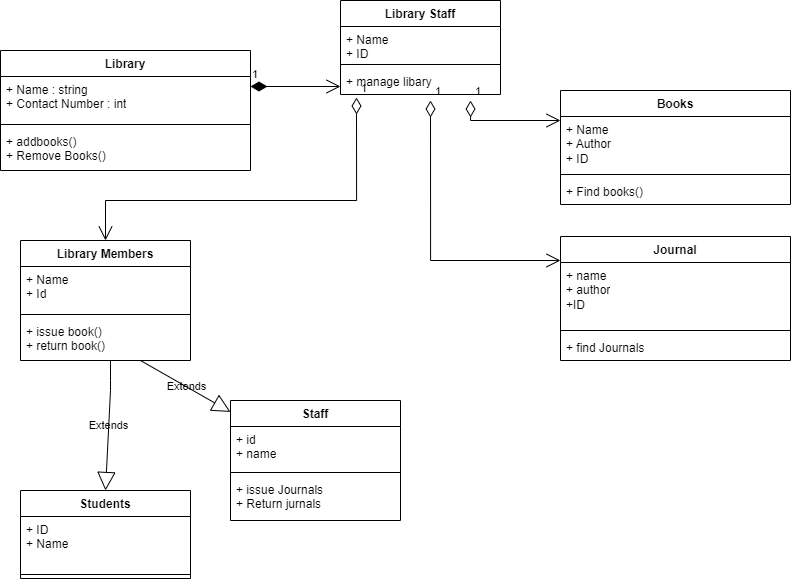 Library Staff
+ Name
+ ID
+ manage libary
Library
+ Name : string
+ Contact Number : int
+ addbooks()
+ Remove Books()
1
1
1
1
Books
+ Name
+ Author
+ ID
+ Find books()
Journal
+ name
+ author
+ID
+ find Journals
Library Members
+ Name
+ Id
+ issue book()
+ return book()
Extends
Extends
Staff
+ id
+ name
+ issue Journals
+ Return jurnals
Students
+ ID
+ Name